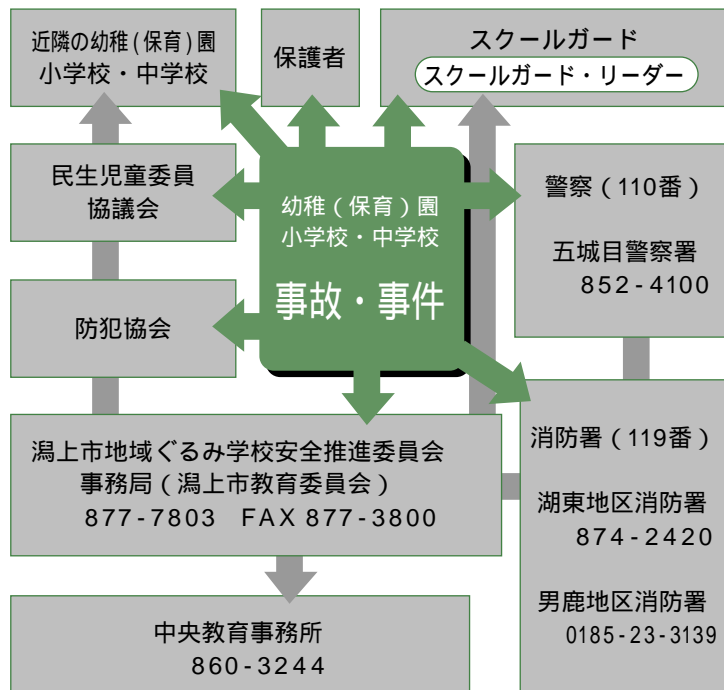 近隣の幼稚(保育)園
小学校・中学校
保護者
スクールガード
スクールガード・リーダー
民生児童委員
協議会
幼稚(保育)園
小学校・中学校
事故・事件
警察(110番)
五城目警察署
852-4100
防犯協会
潟上市地域ぐるみ学校安全推進委員会
事務局(潟上市教育委員会)
877-7803 FAX 877-3800
消防署(119番)
湖東地区消防署
874-2420
男鹿地区消防署
0185-23-3139
中央教育事務所
860-3244